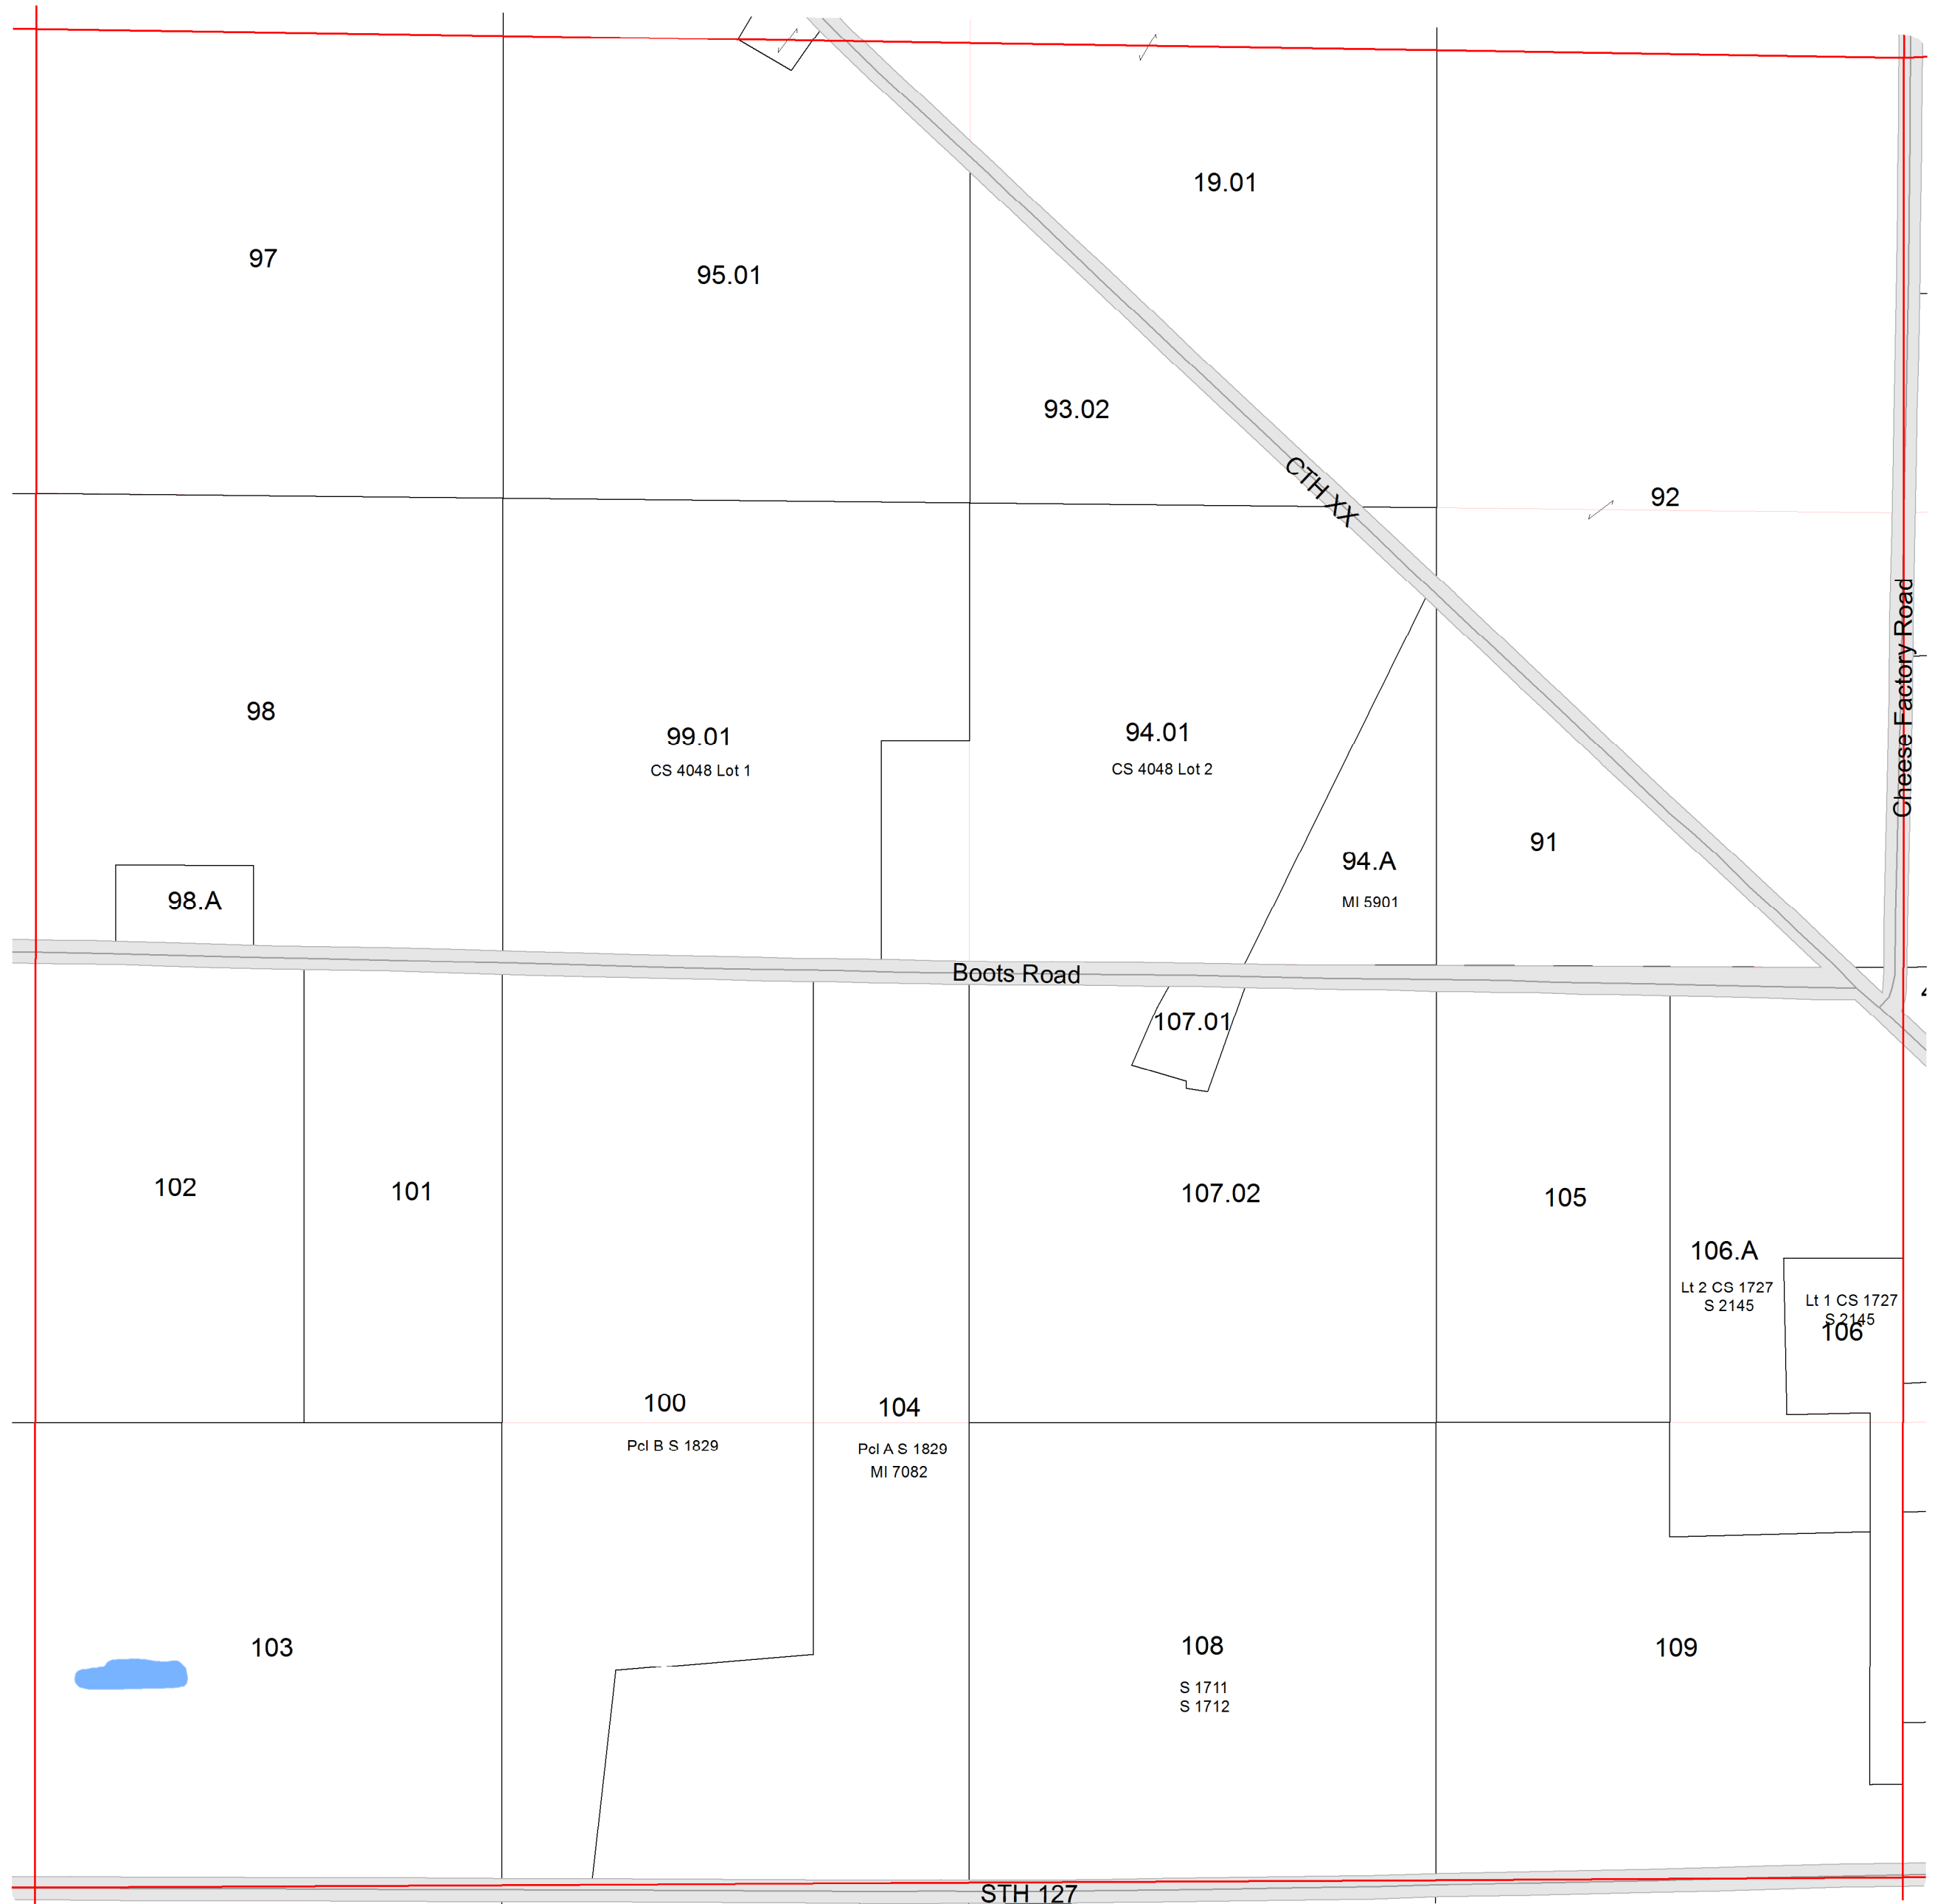 19.01
97
95.01
93.02
CTH XX
92
Cheese Factory Road
98
99.01
CS 4048 Lot 1
94.01
CS 4048 Lot 2
91
94.A
MI 5901
98.A
Boots Road
107.01
102
101
107.02
105
106.A
Lt 2 CS 1727
S 2145
Lt 1 CS 1727
S 2145
106
100
Pcl B S 1829
104
Pcl A S 1829
MI 7082
103
108
S 1711
S 1712
109
STH 127